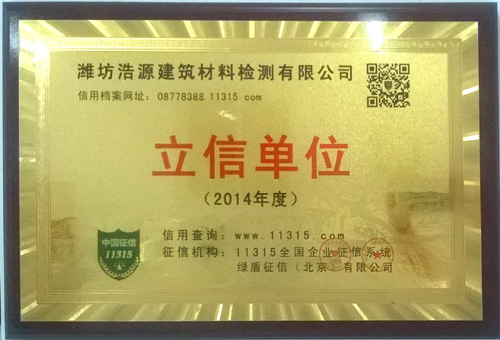 潍坊浩源建筑材料检测有限公司
信用档案网址：08778388.11315.com
立信单位
（2014年度）
信用查询：www.11315.com
征信机构：11315全国企业征信系统
绿盾征信（北京）有限公司
中国征信
11315